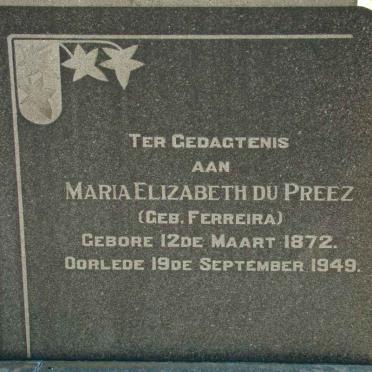 TER GEDAGTENIS
AAN
MARIA ELIZABETH DU PREEZ
(GEB. FERREIRA)
GEBORE 12DE MAART 1872.
OORLEDE 19DE SEPTEMBER 1949.